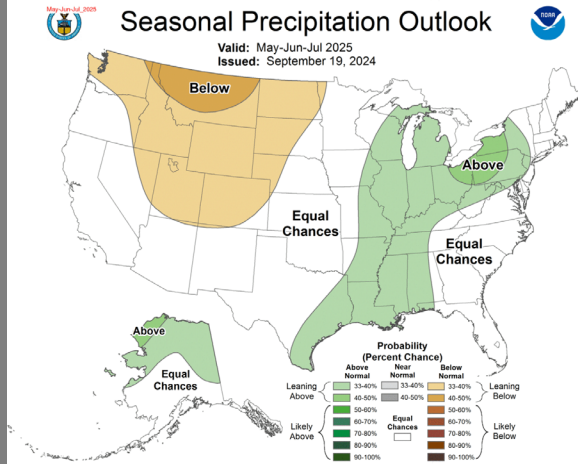 May-Jun-Jul_2025
Seasonal Precipitation Outlook
NOAA
Valid: May-Jun-Jul 2025
Issued: September 19, 2024
Below
Above
Equal
Chances
Equal
Chances
Above
Equal
Chances
Probability
(Percent Chance)
Above
Normal
Near
Normal
Below
Normal
Leaning
Above
33-40%
40-50%
33-40%
40-50%
33-40%
40-50%
Leaning
Below
Likely
Above
50-60%
60-70%
70-80%
80-90%
90-100%
Equal
Chances
50-60%
60-70%
70-80%
80-90%
90-100%
Likely
Below